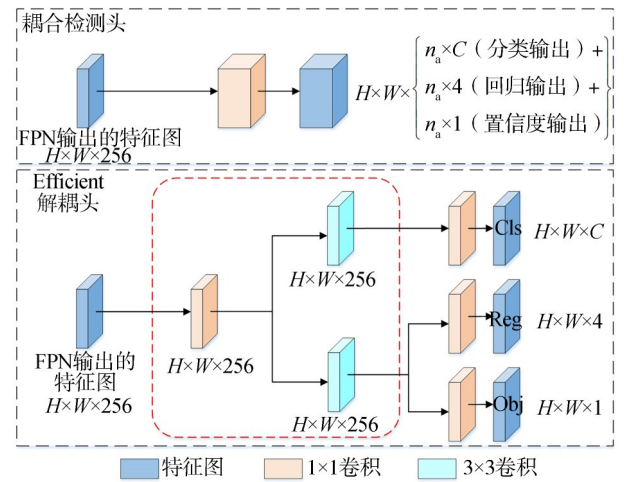 耦合检测头
FPN输出的特征图
H×W×256
H×W×
nₐ×C（分类输出）+
nₐ×4（回归输出）+
nₐ×1（置信度输出）
Efficient
解耦头
FPN输出的
特征图
H×W×256
H×W×256
H×W×256
H×W×256
Cls
H×W×C
Reg
H×W×4
Obj
H×W×1
特征图
1×1卷积
3×3卷积